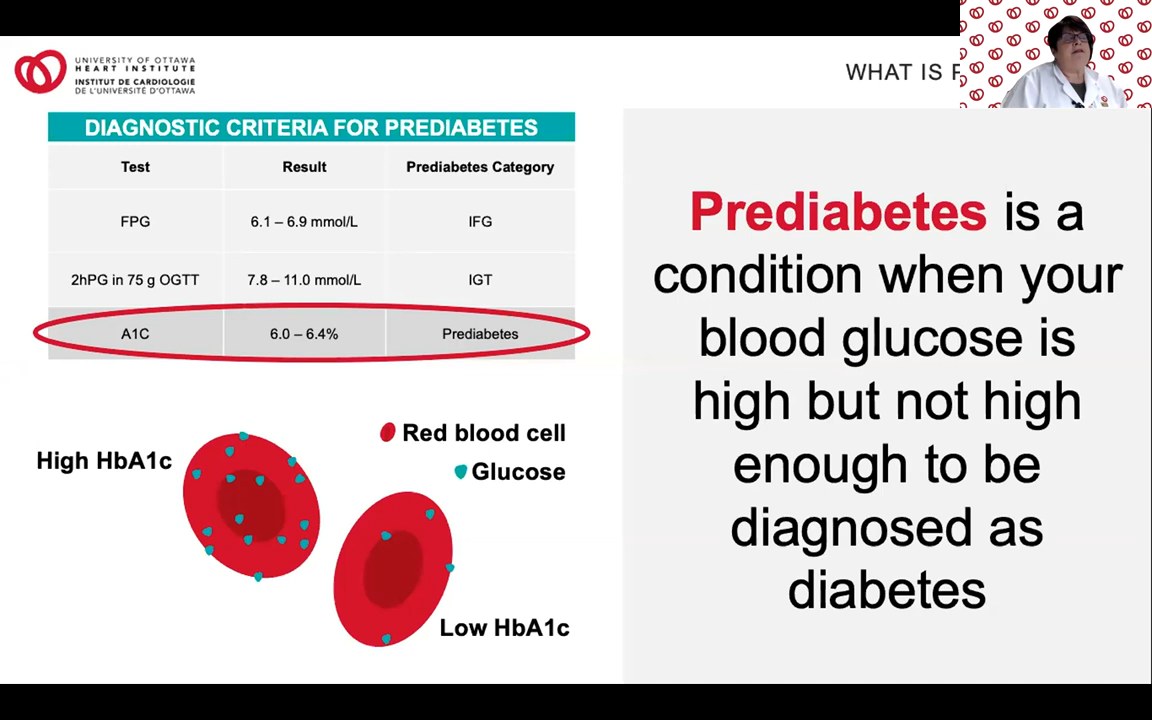 UNIVERSITY OF OTTAWA
HEART INSTITUTE
INSTITUT DE CARDIOLOGIE
DE L'UNIVERSITÉ D'OTTAWA
WHAT IS
DIAGNOSTIC CRITERIA FOR PREDIABETES
Test Result Prediabetes Category
FPG 6.1 – 6.9 mmol/L IFG
2hPG in 75 g OGTT 7.8 – 11.0 mmol/L IGT
A1C 6.0 – 6.4% Prediabetes
High HbA1c
Red blood cell
Glucose
Low HbA1c
Prediabetes is a
condition when your
blood glucose is
high but not high
enough to be
diagnosed as
diabetes